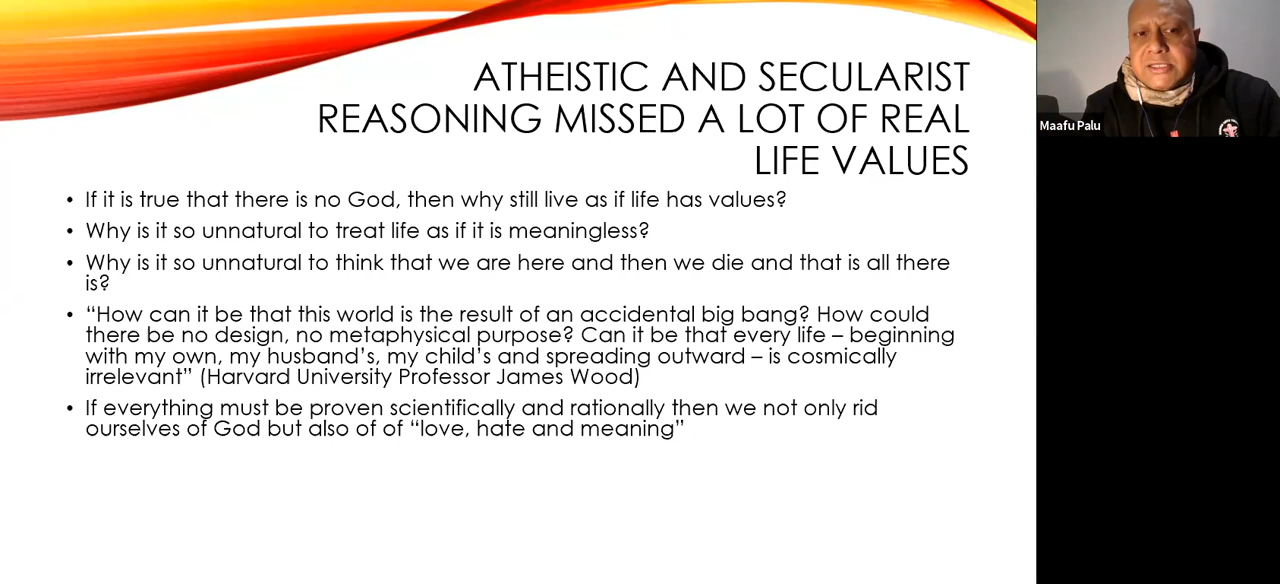 ATHEISTIC AND SECULARIST
REASONING MISSED A LOT OF REAL
LIFE VALUES
• If it is true that there is no God, then why still live as if life has values?
• Why is it so unnatural to treat life as if it is meaningless?
• Why is it so unnatural to think that we are here and then we die and that is all there
is?
• “How can it be that this world is the result of an accidental big bang? How could
there be no design, no metaphysical purpose? Can it be that every life – beginning
with my own, my husband’s, my child’s and spreading outward – is cosmically
irrelevant” (Harvard University Professor James Wood)
• If everything must be proven scientifically and rationally then we not only rid
ourselves of God but also of of “love, hate and meaning”
Maafu Palu